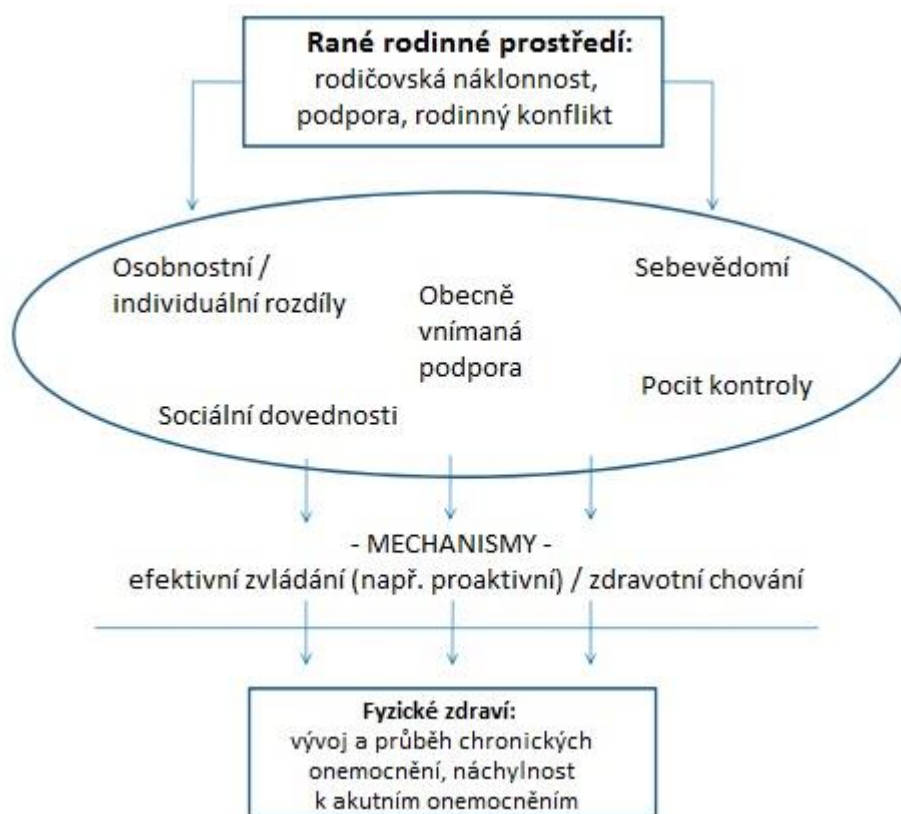 Rané rodinné prostředí:
rodičovská náklonnost,
podpora, rodinný konflikt
Osobnostní /
individuální rozdíly
Obecně
vnímaná
podpora
Sebevědomí
Pocit kontroly
Sociální dovednosti
- MECHANISMY -
efektivní zvládání (např. proaktivní) / zdravotní chování
Fyzické zdraví:
vývoj a průběh chronických
onemocnění, náchylnost
k akutním onemocněním